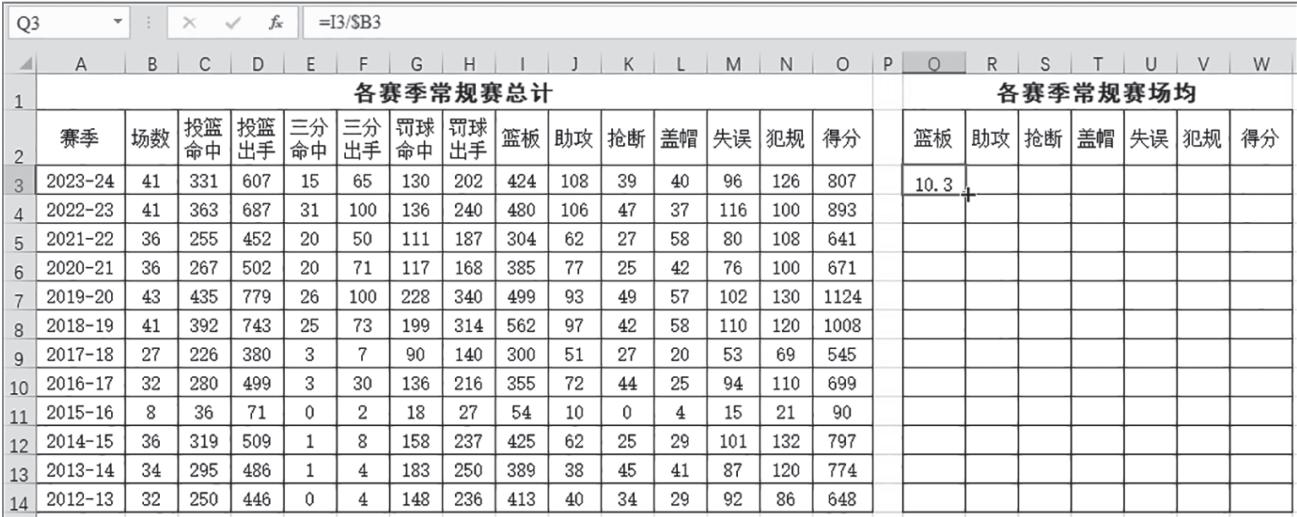 Q3 fx =I3/$B3
A B C D E F G H I J K L M N O P Q R S T U V W
1 各赛季常规赛总计 各赛季常规赛场均
2 赛季 场数 投篮命中 投篮出手 三分命中 三分出手 罚球命中 罚球出手 篮板 助攻 抢断 盖帽 失误 犯规 得分 篮板 助攻 抢断 盖帽 失误 犯规 得分
3 2023-24 41 331 607 15 65 130 202 424 108 39 40 96 126 807 10.3
4 2022-23 41 363 687 31 100 136 240 480 106 47 37 116 100 893
5 2021-22 36 255 452 20 50 111 187 304 62 27 58 80 108 641
6 2020-21 36 267 502 20 71 117 168 385 77 25 42 76 100 671
7 2019-20 43 435 779 26 100 228 340 499 93 49 57 102 130 1124
8 2018-19 41 392 743 25 73 199 314 562 97 42 58 110 120 1008
9 2017-18 27 226 380 3 7 90 140 300 51 27 20 53 69 545
10 2016-17 32 280 499 3 30 136 216 355 72 44 25 94 110 699
11 2015-16 8 36 71 0 2 18 27 54 10 0 4 15 21 90
12 2014-15 36 319 509 1 8 158 237 425 62 25 29 101 132 797
13 2013-14 34 295 486 1 4 183 250 389 38 45 41 87 120 774
14 2012-13 32 250 446 0 4 148 236 413 40 34 29 92 86 648